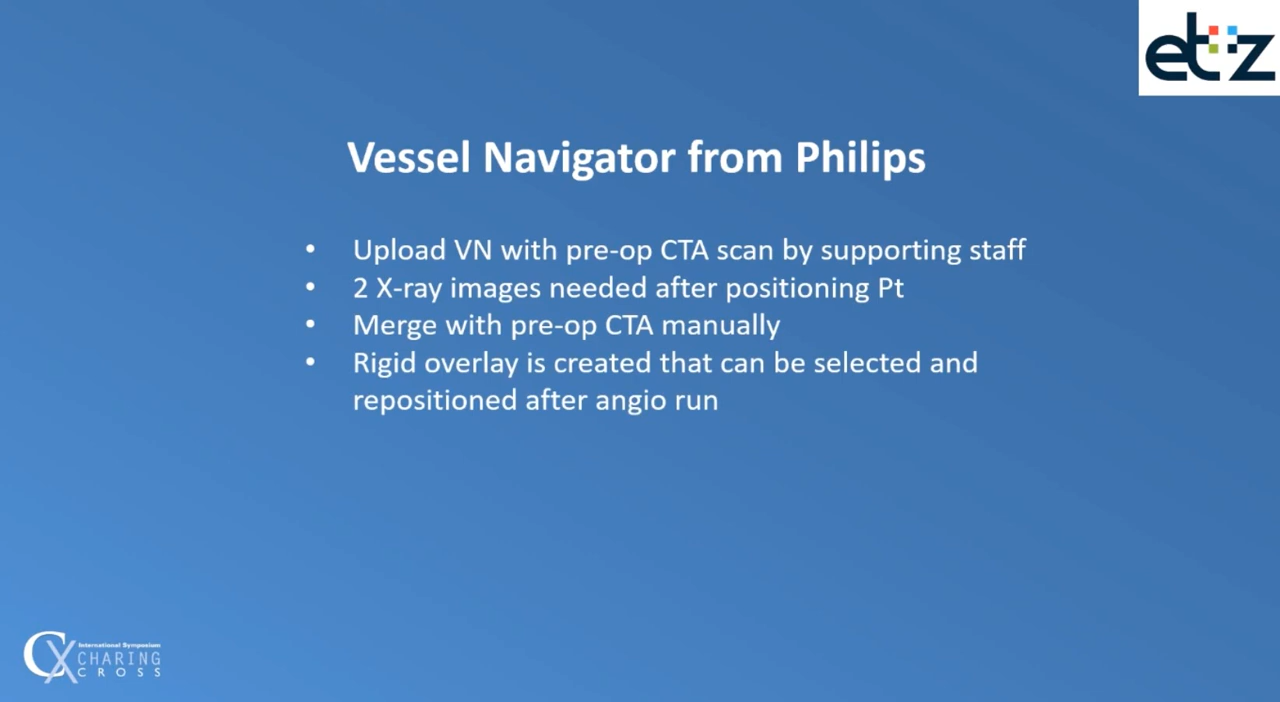 etz
Vessel Navigator from Philips
• Upload VN with pre-op CTA scan by supporting staff
• 2 X-ray images needed after positioning Pt
• Merge with pre-op CTA manually
• Rigid overlay is created that can be selected and
repositioned after angio run
CX International Symposium
CHARING
CROSS